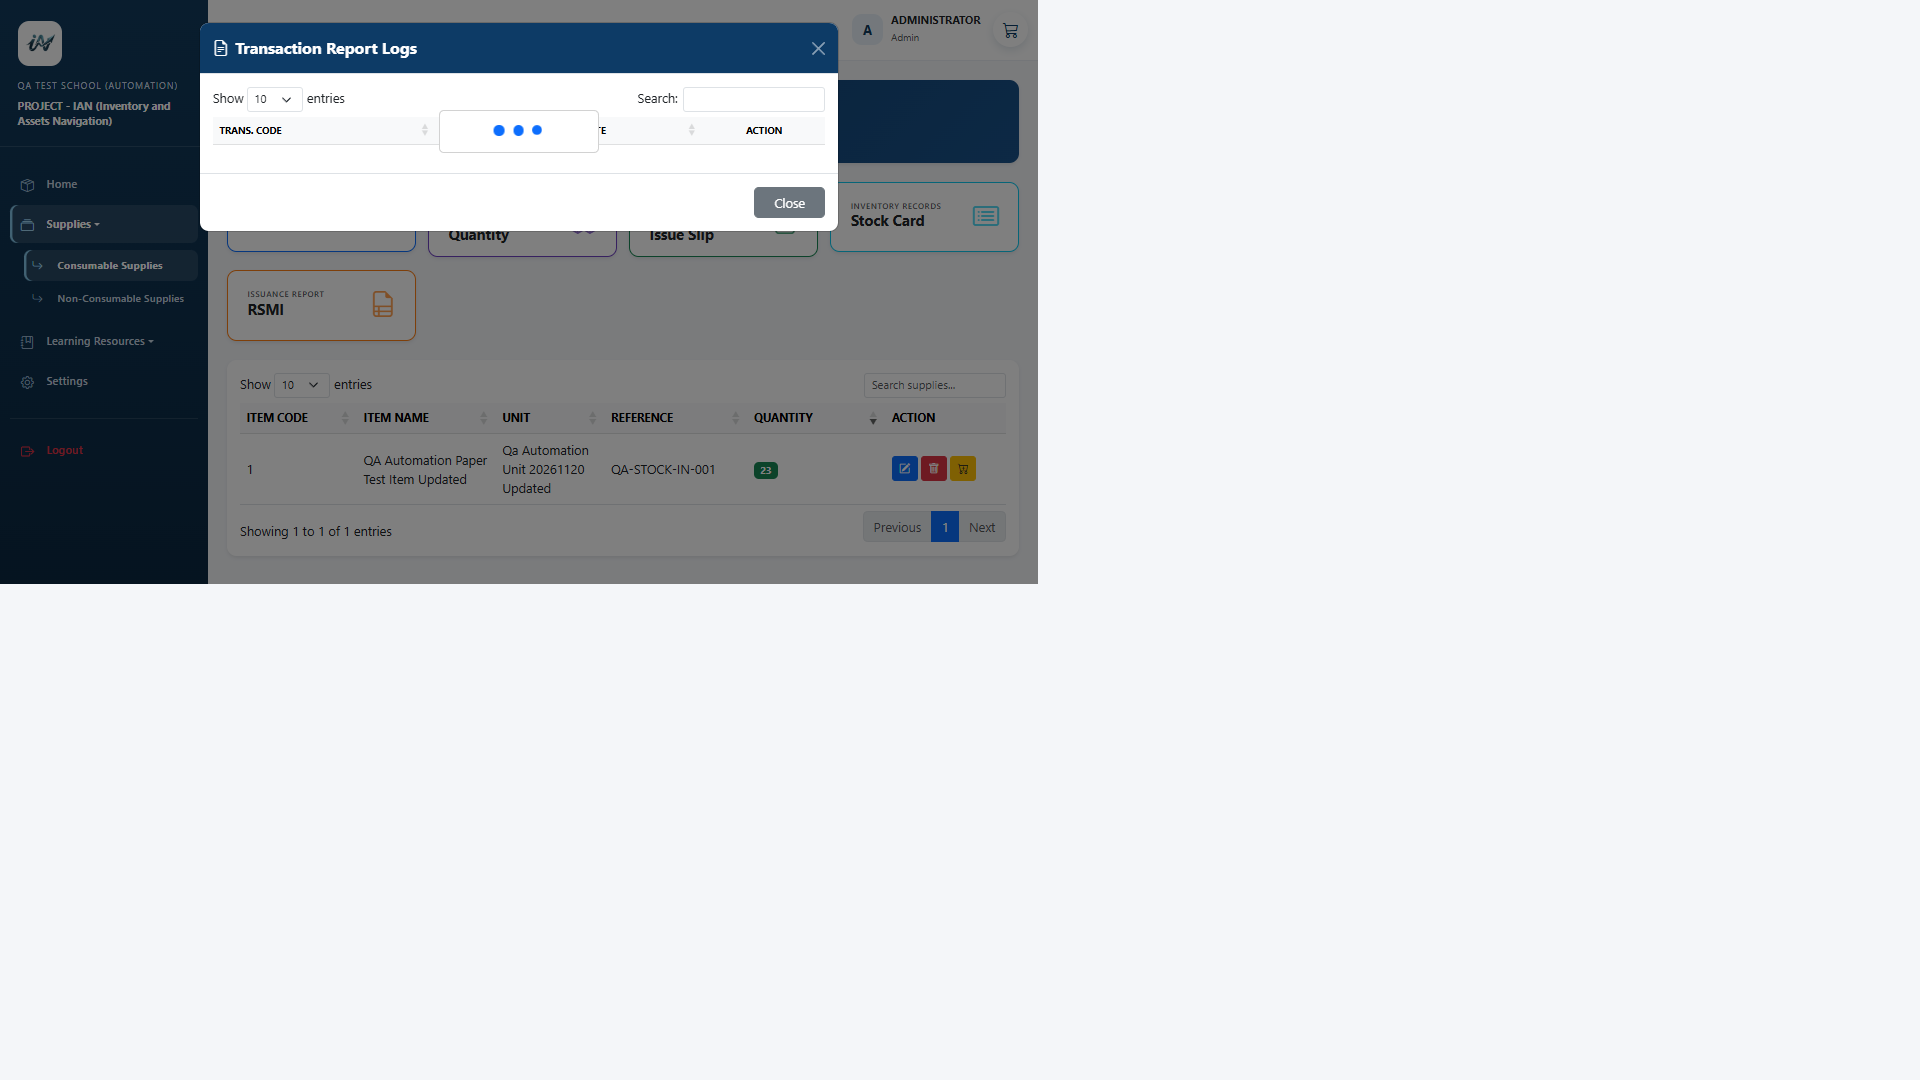 iAN
QA TEST SCHOOL (AUTOMATION)
PROJECT - IAN (Inventory and
Assets Navigation)
Home
Supplies
Consumable Supplies
Non-Consumable Supplies
Learning Resources
Settings
Logout
Transaction Report Logs
A
ADMINISTRATOR
Admin
Show 10 entries
Search:
TRANS. CODE
TE
ACTION
Close
Quantity
Issue Slip
INVENTORY RECORDS
Stock Card
ISSUANCE REPORT
RSMI
Show 10 entries
Search supplies...
ITEM CODE ITEM NAME UNIT REFERENCE QUANTITY ACTION
1
QA Automation Paper
Test Item Updated
Qa Automation
Unit 20261120
Updated
QA-STOCK-IN-001
23
Showing 1 to 1 of 1 entries
Previous 1 Next